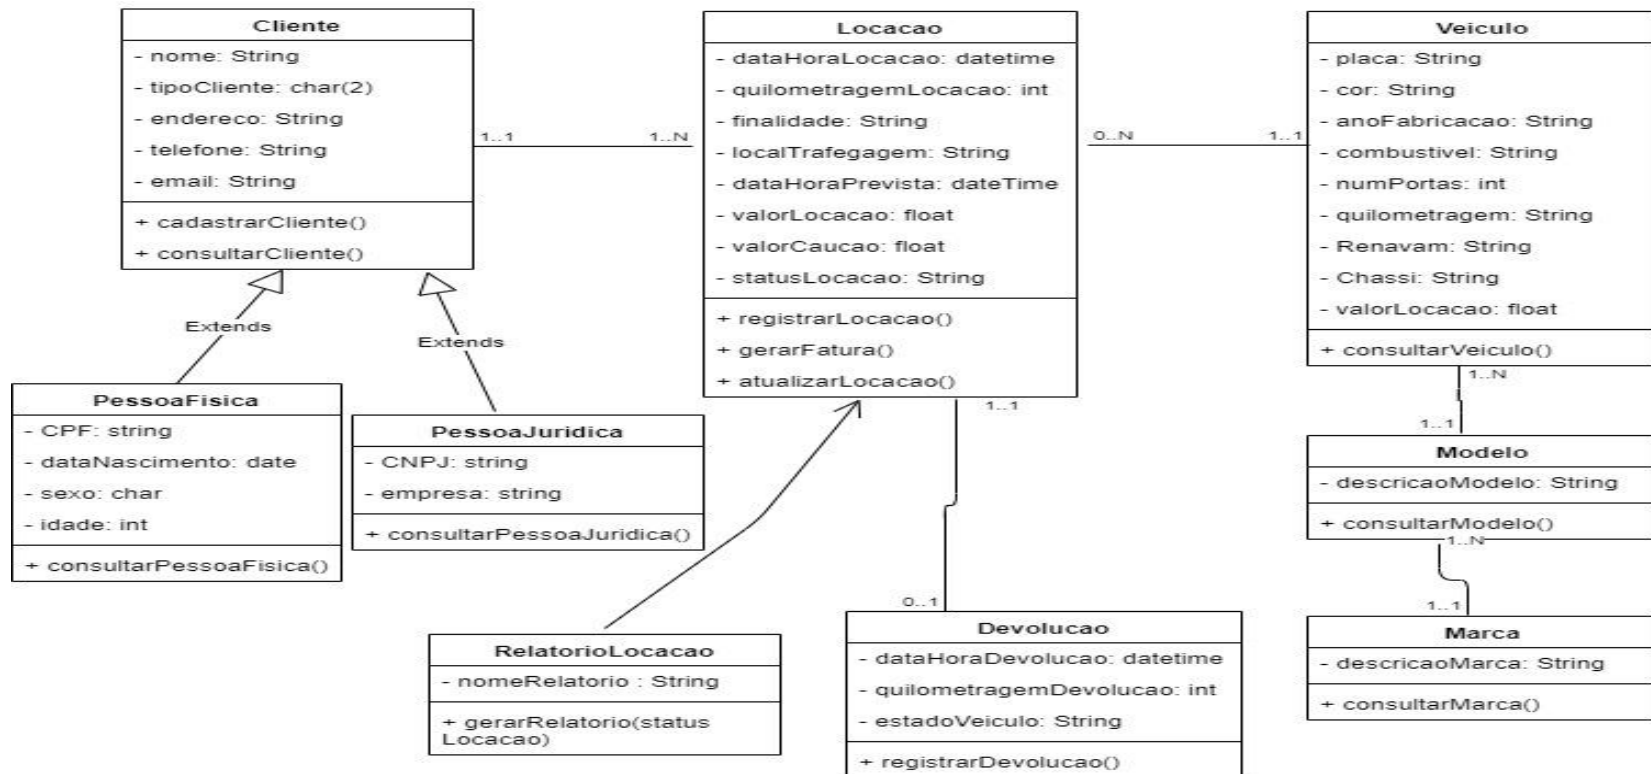 Cliente
- nome: String
- tipoCliente: char(2)
- endereco: String
- telefone: String
- email: String
+ cadastrarCliente()
+ consultarCliente()
1..1
1..N
Locacao
- dataHoraLocacao: datetime
- quilometragemLocacao: int
- finalidade: String
- localTrafegagem: String
- dataHoraPrevista: dateTime
- valorLocacao: float
- valorCaucao: float
- statusLocacao: String
+ registrarLocacao()
+ gerarFatura()
+ atualizarLocacao()
0..N
1..1
Veiculo
- placa: String
- cor: String
- anoFabricacao: String
- combustivel: String
- numPortas: int
- quilometragem: String
- Renavam: String
- Chassi: String
- valorLocacao: float
+ consultarVeiculo()
Extends
Extends
PessoaFisica
- CPF: string
- dataNascimento: date
- sexo: char
- idade: int
+ consultarPessoaFisica()
PessoaJuridica
- CNPJ: string
- empresa: string
+ consultarPessoaJuridica()
1..1
0..1
1..N
1..1
Modelo
- descricaoModelo: String
+ consultarModelo()
1..N
1..1
RelatorioLocacao
- nomeRelatorio : String
+ gerarRelatorio(status
Locacao)
Devolucao
- dataHoraDevolucao: datetime
- quilometragemDevolucao: int
- estadoVeiculo: String
+ registrarDevolucao()
Marca
- descricaoMarca: String
+ consultarMarca()